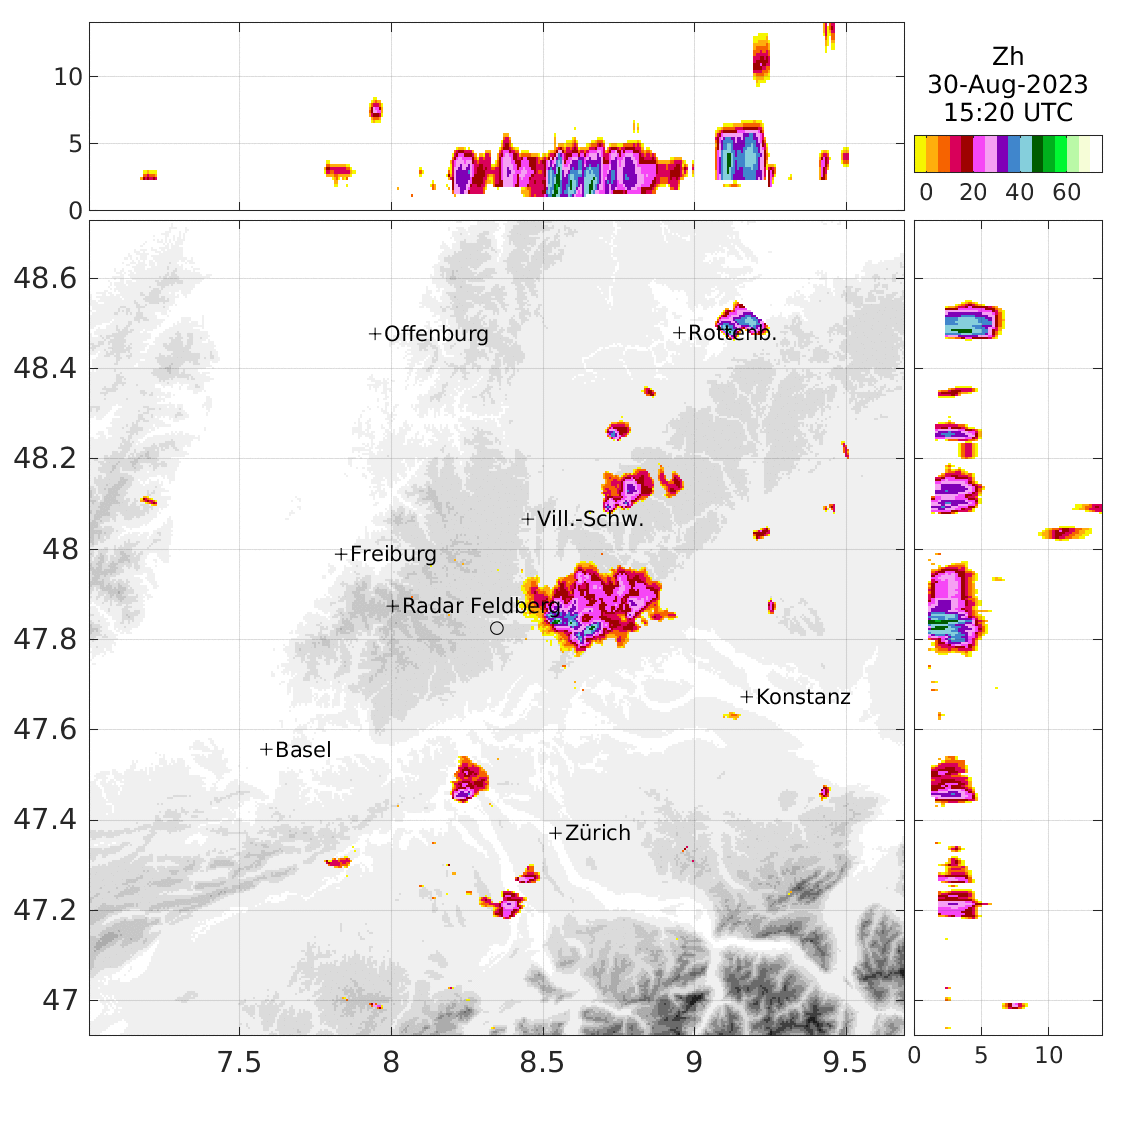 10
5
0
Zh
30-Aug-2023
15:20 UTC
0 20 40 60
48.6
48.4
48.2
48
47.8
47.6
47.4
47.2
47
+Offenburg
+Rottenb.
+Vill.-Schw.
+Freiburg
+Radar Feldberg
+Konstanz
+Basel
+Zürich
7.5 8 8.5 9 9.5
0 5 10